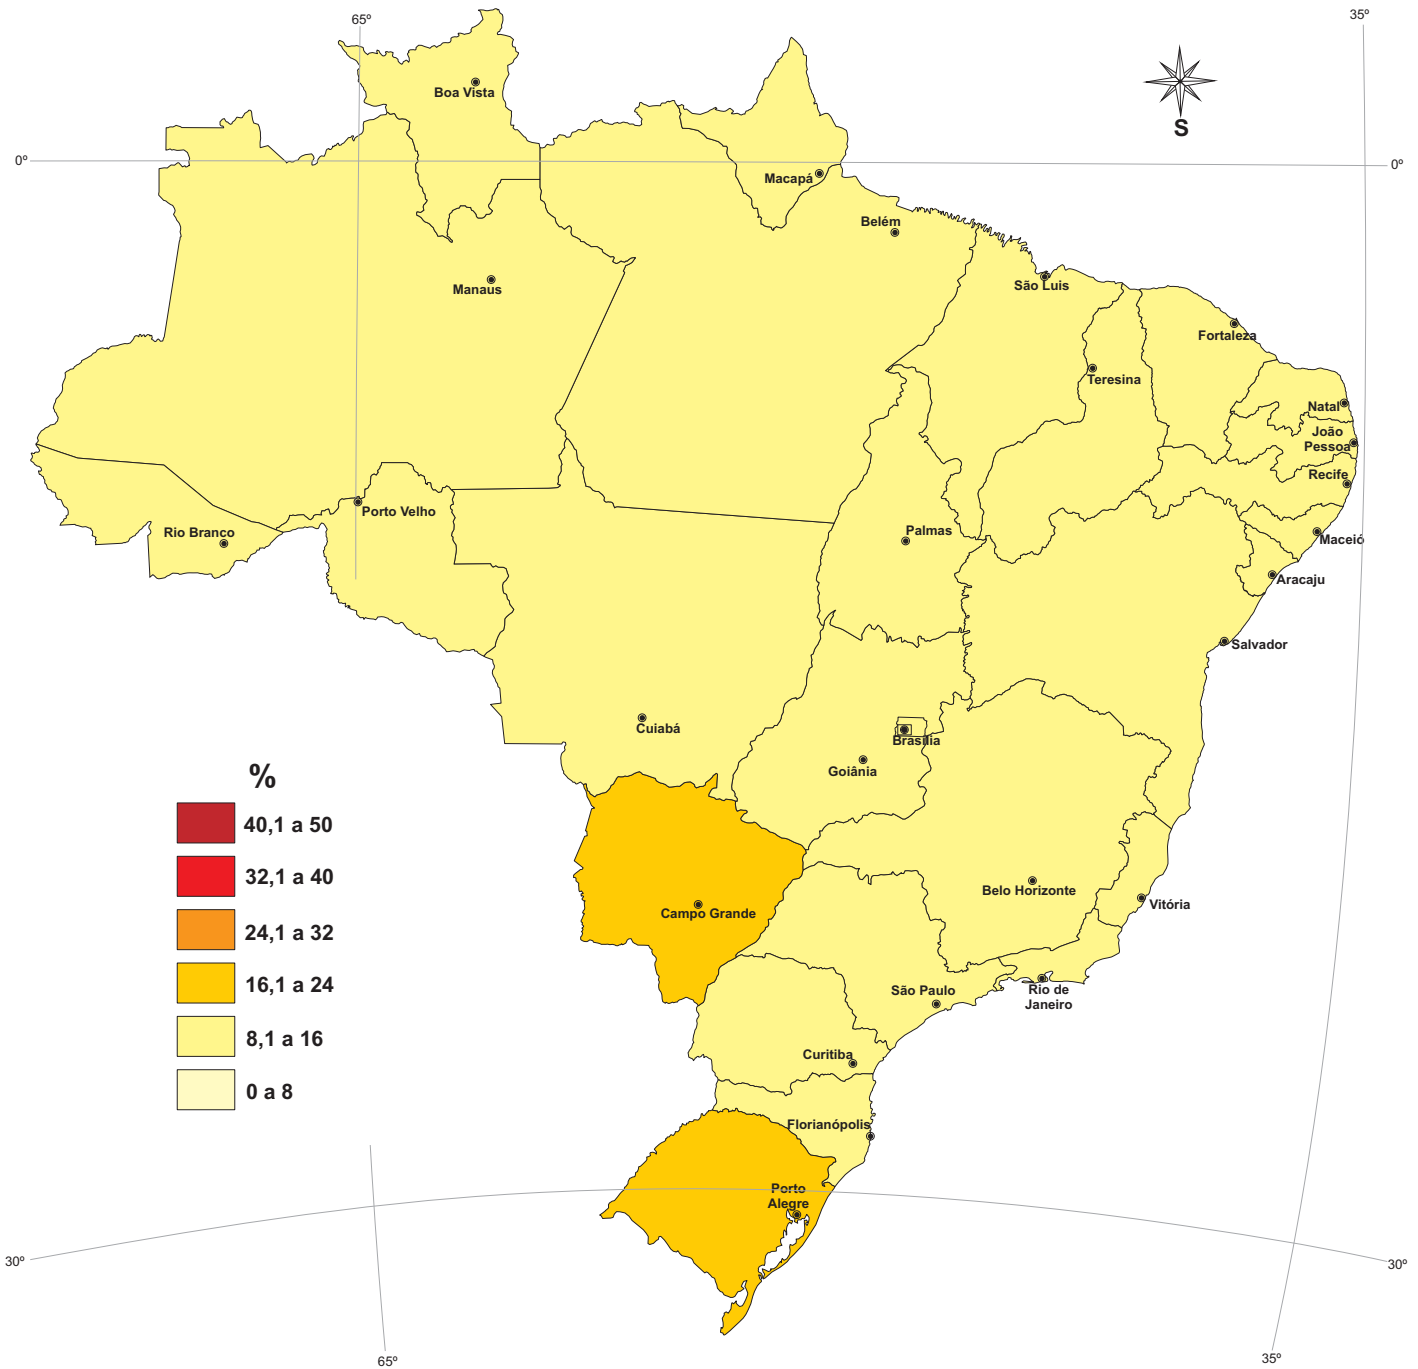 65º
35º
Boa Vista
S
0º
0º
Macapá
Belém
São Luis
Manaus
Fortaleza
Teresina
Natal
João
Pessoa
Recife
Porto Velho
Rio Branco
Palmas
Maceió
Aracaju
Salvador
Cuiabá
Brasília
Goiânia
%
40,1 a 50
32,1 a 40
24,1 a 32
16,1 a 24
8,1 a 16
0 a 8
Belo Horizonte
Vitória
Campo Grande
São Paulo
Rio de
Janeiro
Curitiba
Florianópolis
Porto
Alegre
30º
30º
65º
35º